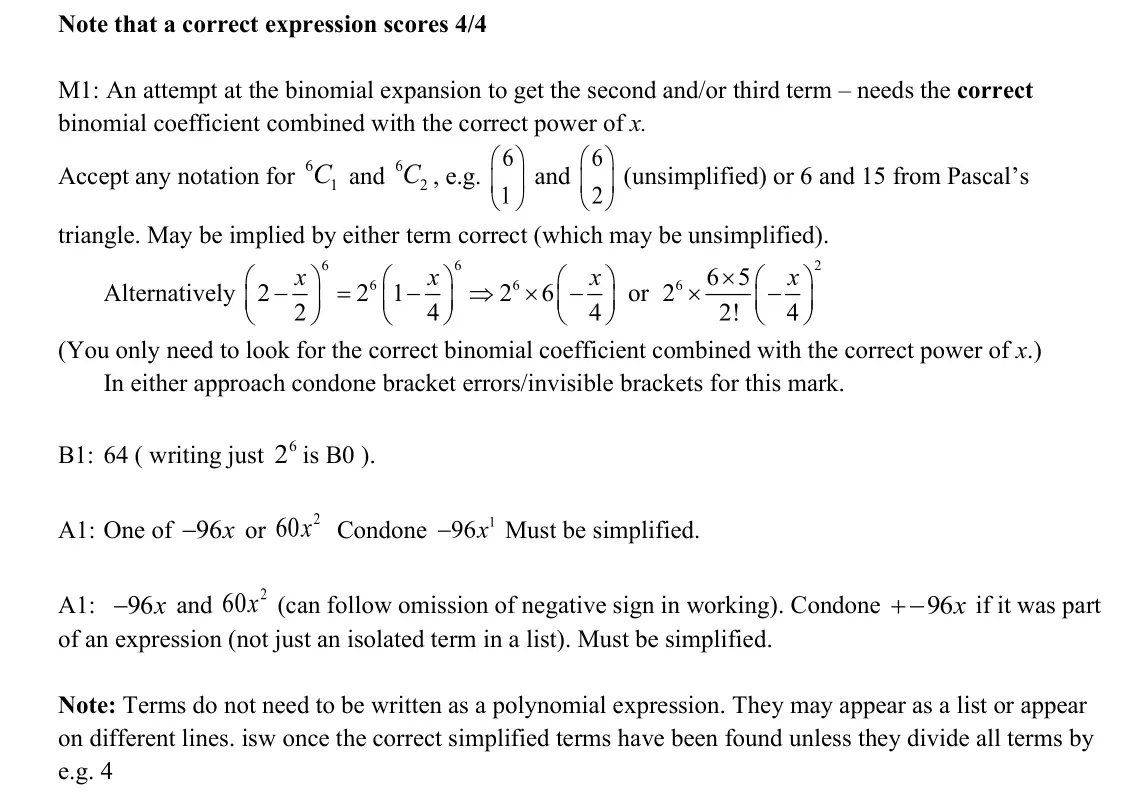 Note that a correct expression scores 4/4
M1: An attempt at the binomial expansion to get the second and/or third term – needs the correct
binomial coefficient combined with the correct power of x.
Accept any notation for ⁶C₁ and ⁶C₂ , e.g. (6 1) and (6 2) (unsimplified) or 6 and 15 from Pascal’s
triangle. May be implied by either term correct (which may be unsimplified).
Alternatively (2 − x/2)⁶ = 2⁶(1 − x/4)⁶ ⇒ 2⁶ × 6(− x/4) or 2⁶ × (6×5)/2! (− x/4)²
(You only need to look for the correct binomial coefficient combined with the correct power of x.)
In either approach condone bracket errors/invisible brackets for this mark.
B1: 64 ( writing just 2⁶ is B0 ).
A1: One of −96x or 60x² Condone −96x¹ Must be simplified.
A1: −96x and 60x² (can follow omission of negative sign in working). Condone +−96x if it was part
of an expression (not just an isolated term in a list). Must be simplified.
Note: Terms do not need to be written as a polynomial expression. They may appear as a list or appear
on different lines. isw once the correct simplified terms have been found unless they divide all terms by
e.g. 4